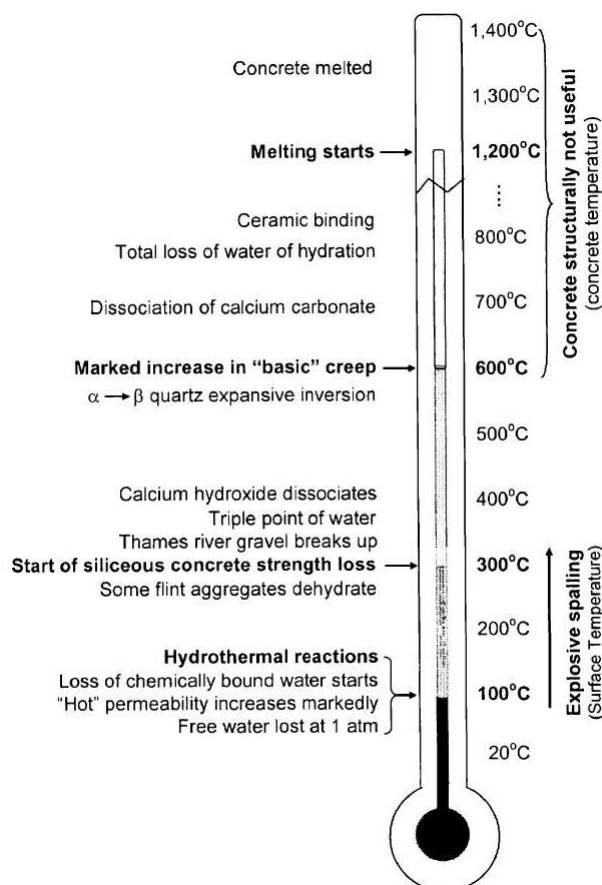 1,400°C
Concrete melted
1,300°C
Melting starts
1,200°C
Ceramic binding
800°C
Total loss of water of hydration
Dissociation of calcium carbonate
700°C
Marked increase in “basic” creep
600°C
α → β quartz expansive inversion
500°C
Calcium hydroxide dissociates
400°C
Triple point of water
Thames river gravel breaks up
Start of siliceous concrete strength loss
300°C
Some flint aggregates dehydrate
200°C
Hydrothermal reactions
Loss of chemically bound water starts
100°C
“Hot” permeability increases markedly
Free water lost at 1 atm
20°C
Concrete structurally not useful
(concrete temperature)
Explosive spalling
(Surface Temperature)